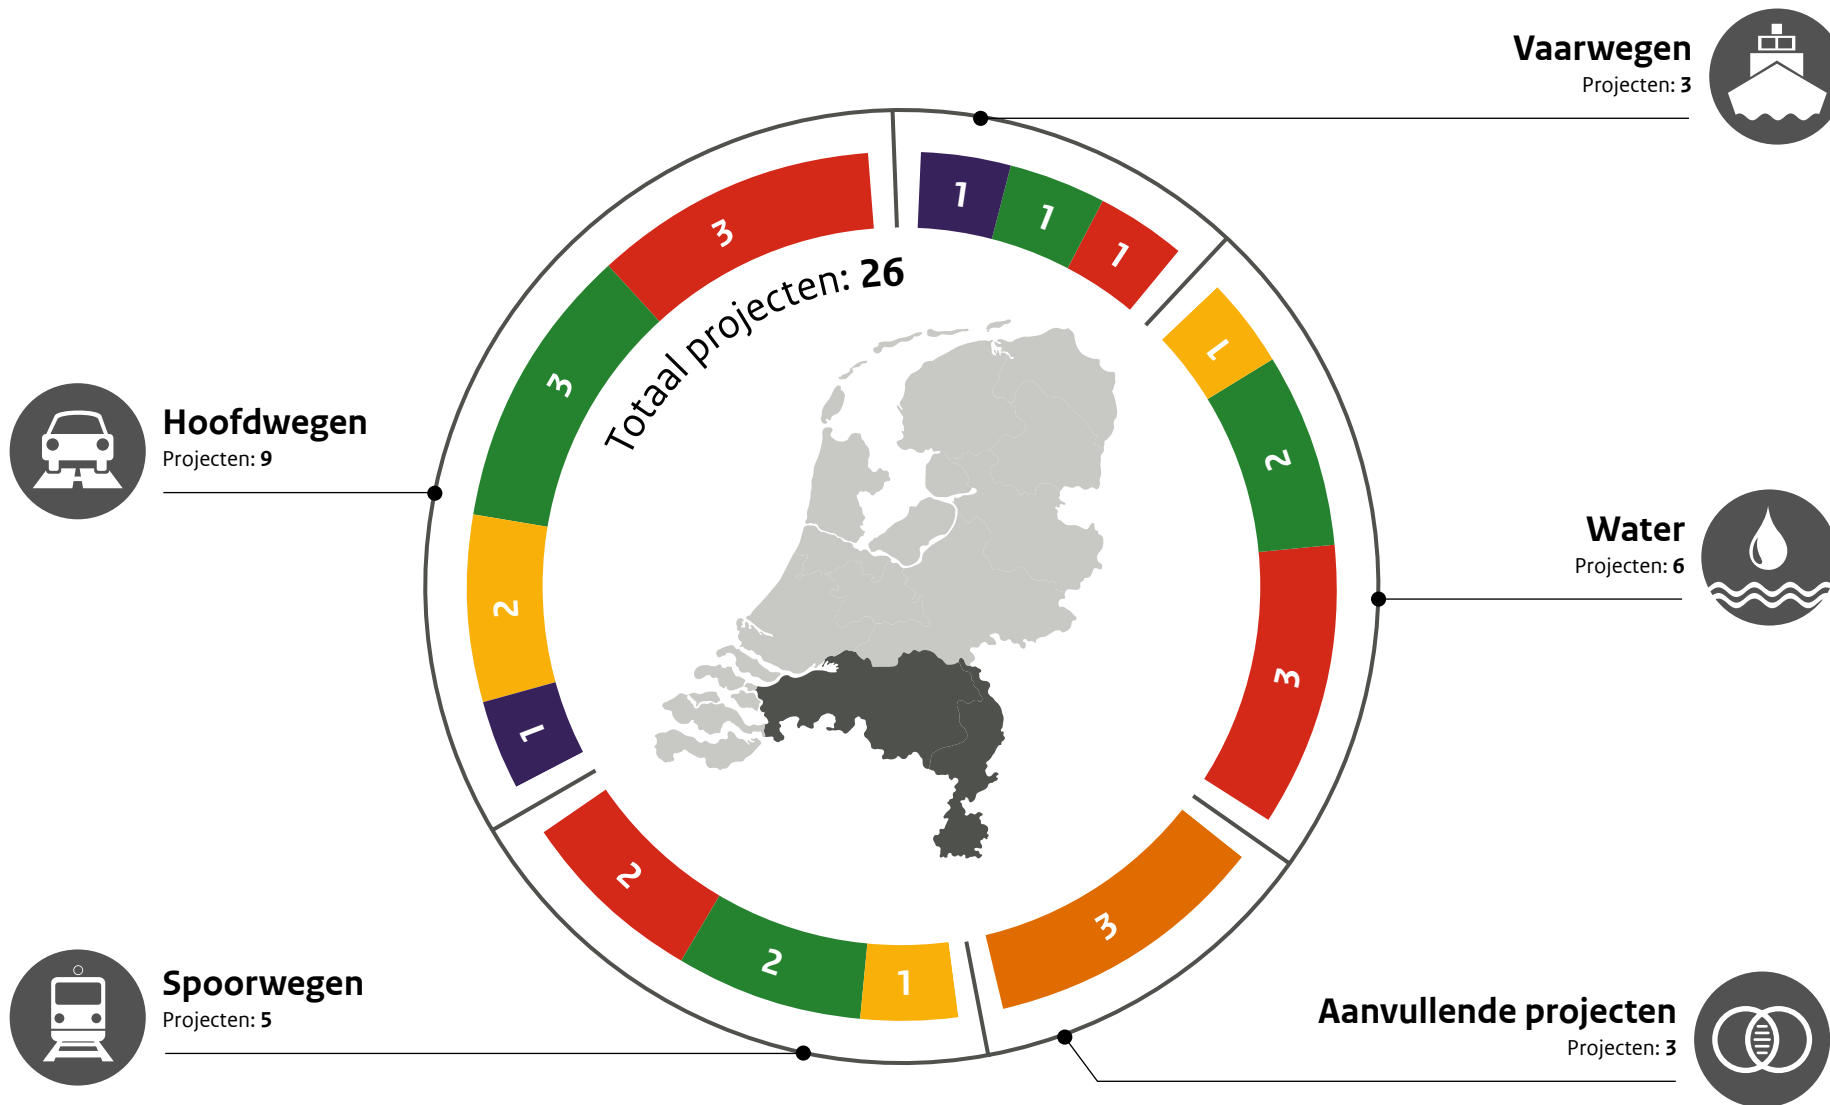 Vaarwegen
Projecten: 3
1
1
1
3
Totaal projecten: 26
1
3
2
Hoofdwegen
Projecten: 9
Water
Projecten: 6
2
3
1
3
2
2
1
Spoorwegen
Projecten: 5
Aanvullende projecten
Projecten: 3